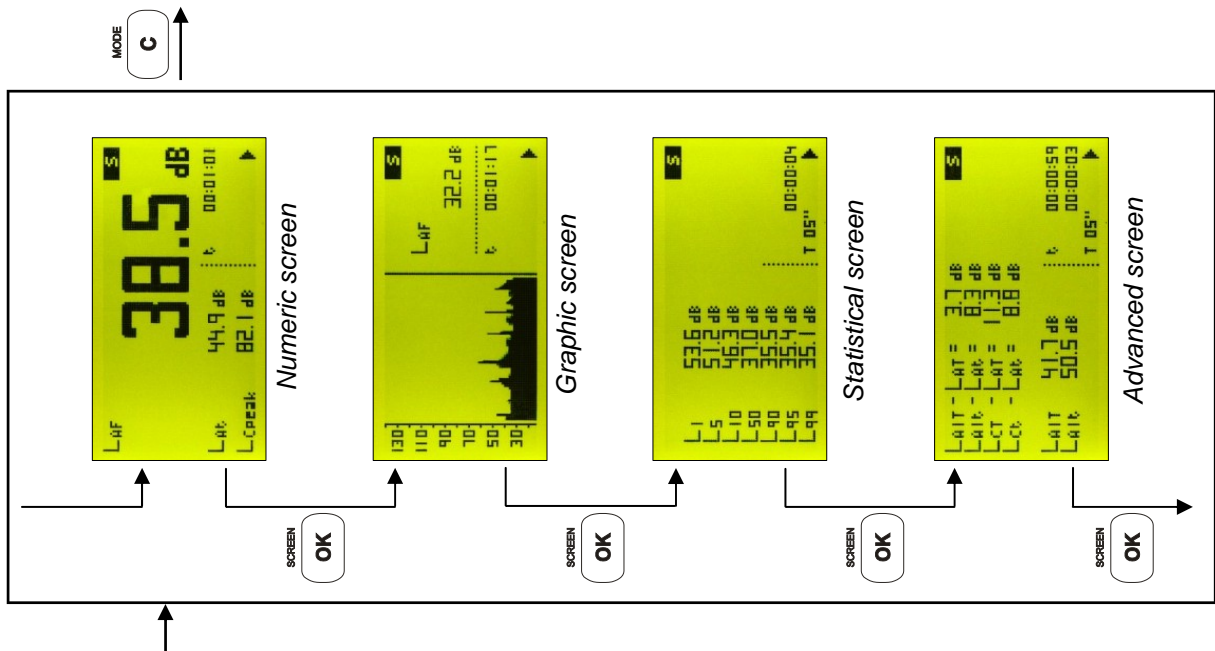 MODE
C
LAF S
38.5 dB
LAt 44.9 dB t 00:01:01
LCpeak 82.1 dB
Numeric screen
SCREEN
OK
S
130
110
90
70
50
30
LAF
32.2 dB
t 00:01:17
Graphic screen
SCREEN
OK
S
L1 dB
L5 dB
L10 46.3 dB
L50 37.0 dB
L90 35.5 dB
L95 35.4 dB
L99 35.1 dB
T 05" 00:00:04
Statistical screen
SCREEN
OK
S
LAIT - LAT = 3.7 dB
LAIt - LAt = 3.8 dB
LCT - LAT = 11.3 dB
LCt - LAt = 8.8 dB
LAIT 41.7 dB t 00:00:59
LAIt 50.5 dB T 05" 00:00:03
Advanced screen
SCREEN
OK